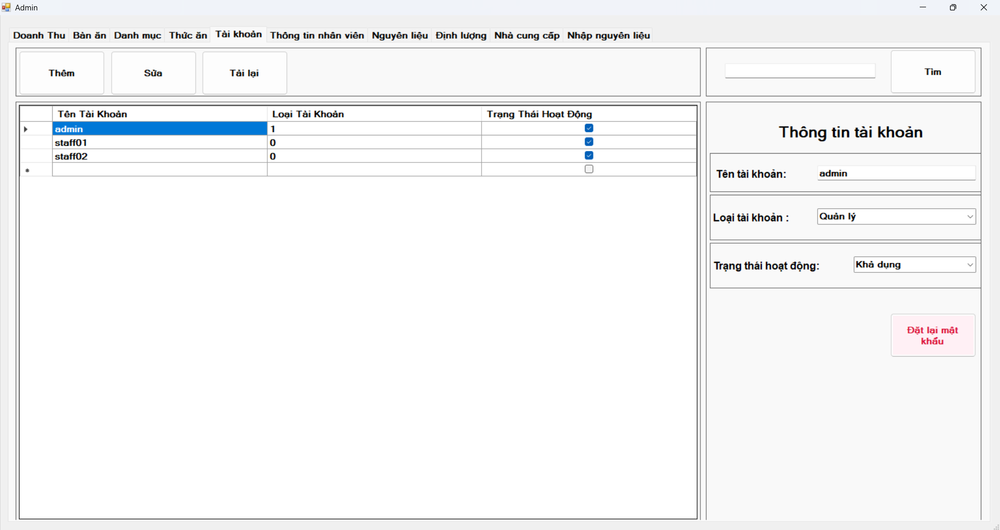 Admin
Doanh Thu Bàn ăn Danh mục Thức ăn Tài khoản Thông tin nhân viên Nguyên liệu Định lượng Nhà cung cấp Nhập nguyên liệu
Thêm Sửa Tải lại Tìm
Tên Tài Khoản Loại Tài Khoản Trạng Thái Hoạt Động
admin 1
staff01 0
staff02 0
Thông tin tài khoản
Tên tài khoản: admin
Loại tài khoản : Quản lý
Trạng thái hoạt động: Khả dụng
Đặt lại mật
khẩu